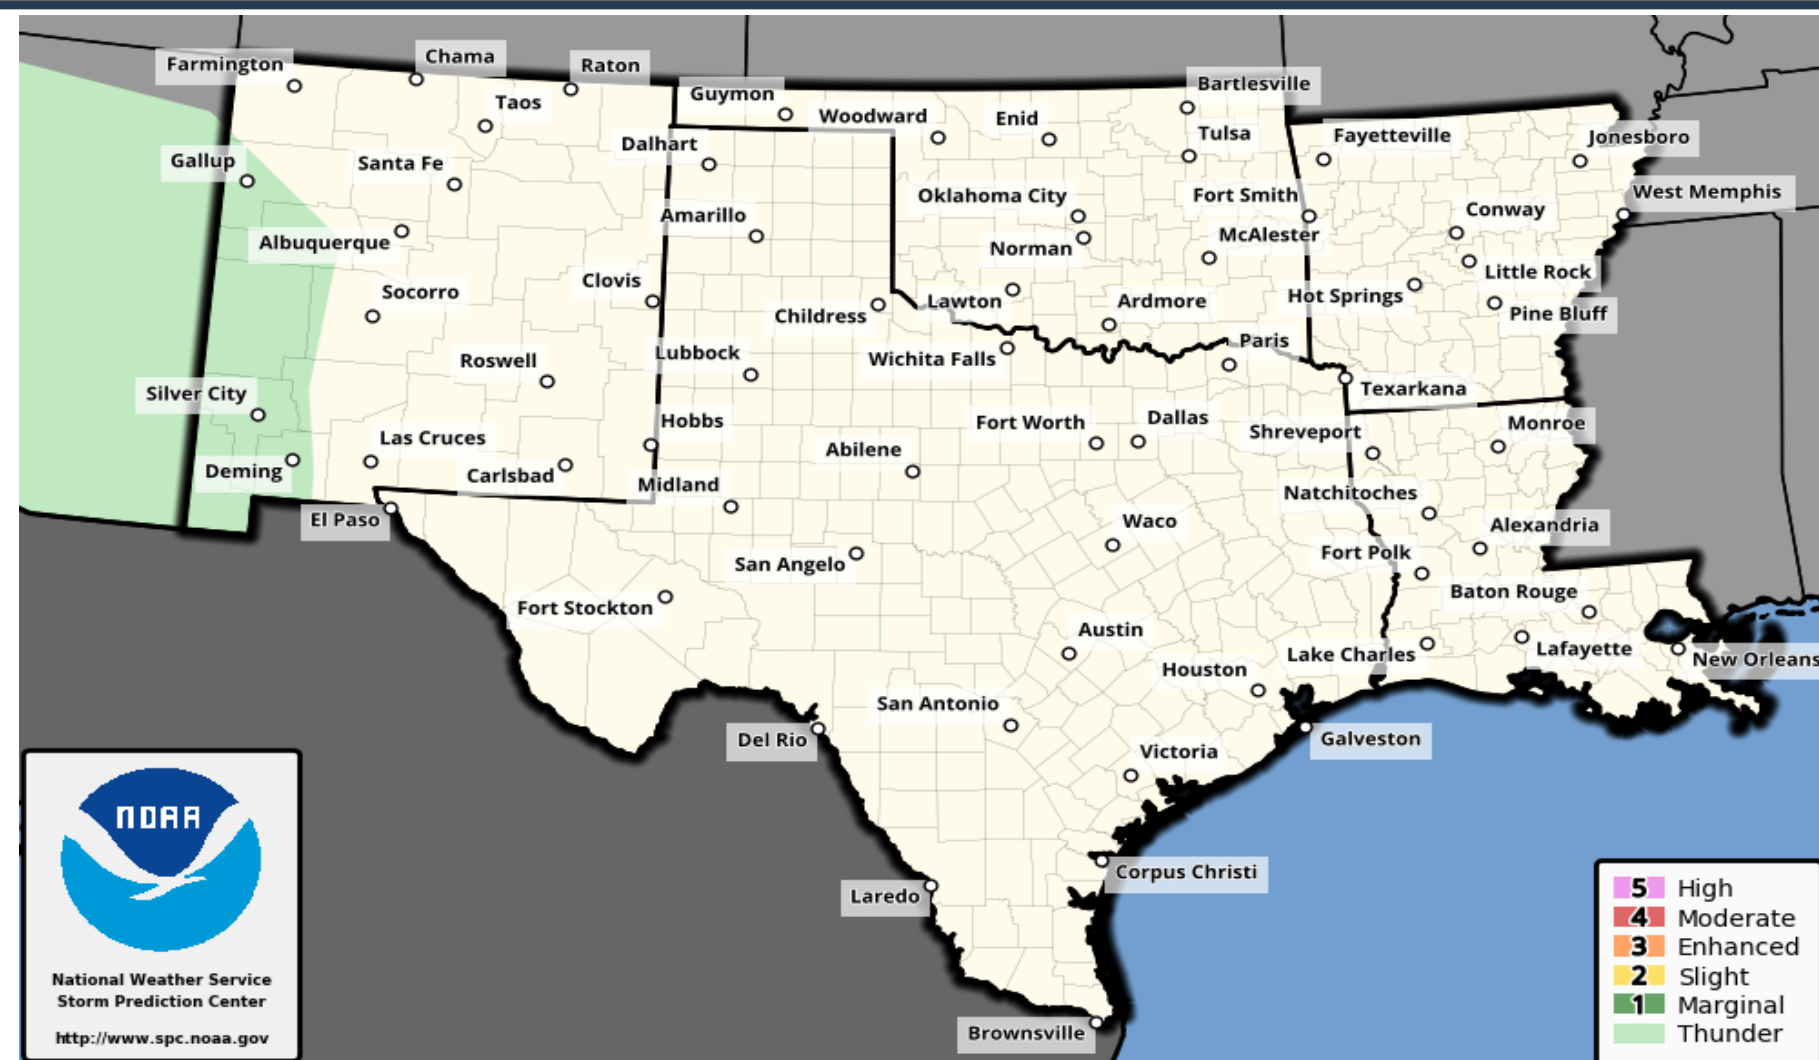 Farmington
Chama
Raton
Taos
Guymon
Woodward
Enid
Bartlesville
Tulsa
Fayetteville
Jonesboro
Gallup
Santa Fe
Dalhart
Oklahoma City
Fort Smith
West Memphis
Conway
Albuquerque
Amarillo
Norman
McAlester
Socorro
Clovis
Childress
Lawton
Ardmore
Hot Springs
Little Rock
Pine Bluff
Roswell
Lubbock
Wichita Falls
Paris
Texarkana
Silver City
Hobbs
Fort Worth
Dallas
Shreveport
Monroe
Las Cruces
Abilene
Deming
Carlsbad
Midland
Natchitoches
El Paso
Waco
Alexandria
San Angelo
Fort Polk
Fort Stockton
Baton Rouge
Austin
Lake Charles
Lafayette
New Orleans
Houston
San Antonio
Del Rio
Galveston
Victoria
Corpus Christi
Laredo
Brownsville
NOAA
National Weather Service
Storm Prediction Center
http://www.spc.noaa.gov
5 High
4 Moderate
3 Enhanced
2 Slight
1 Marginal
Thunder